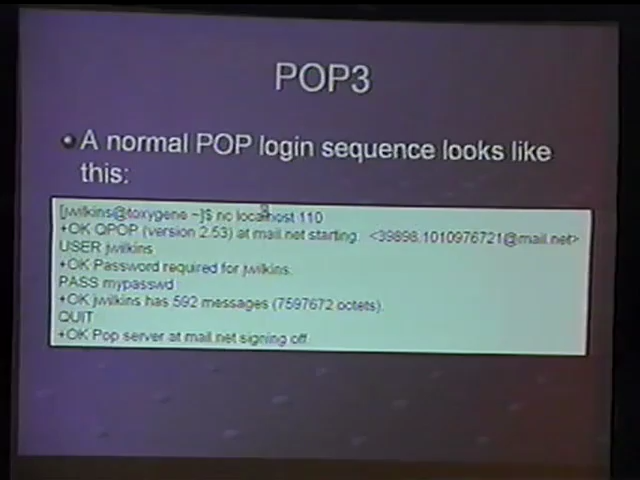 POP3
A normal POP login sequence looks like
this:
[jwilkins@toxygene ~]$ nc localhost 110
+OK QPOP (version 2.53) at mail.net starting. <39898.1010976721@mail.net>
USER jwilkins
+OK Password required for jwilkins.
PASS mypasswd
+OK jwilkins has 592 messages (7597672 octets).
QUIT
+OK Pop server at mail.net signing off.